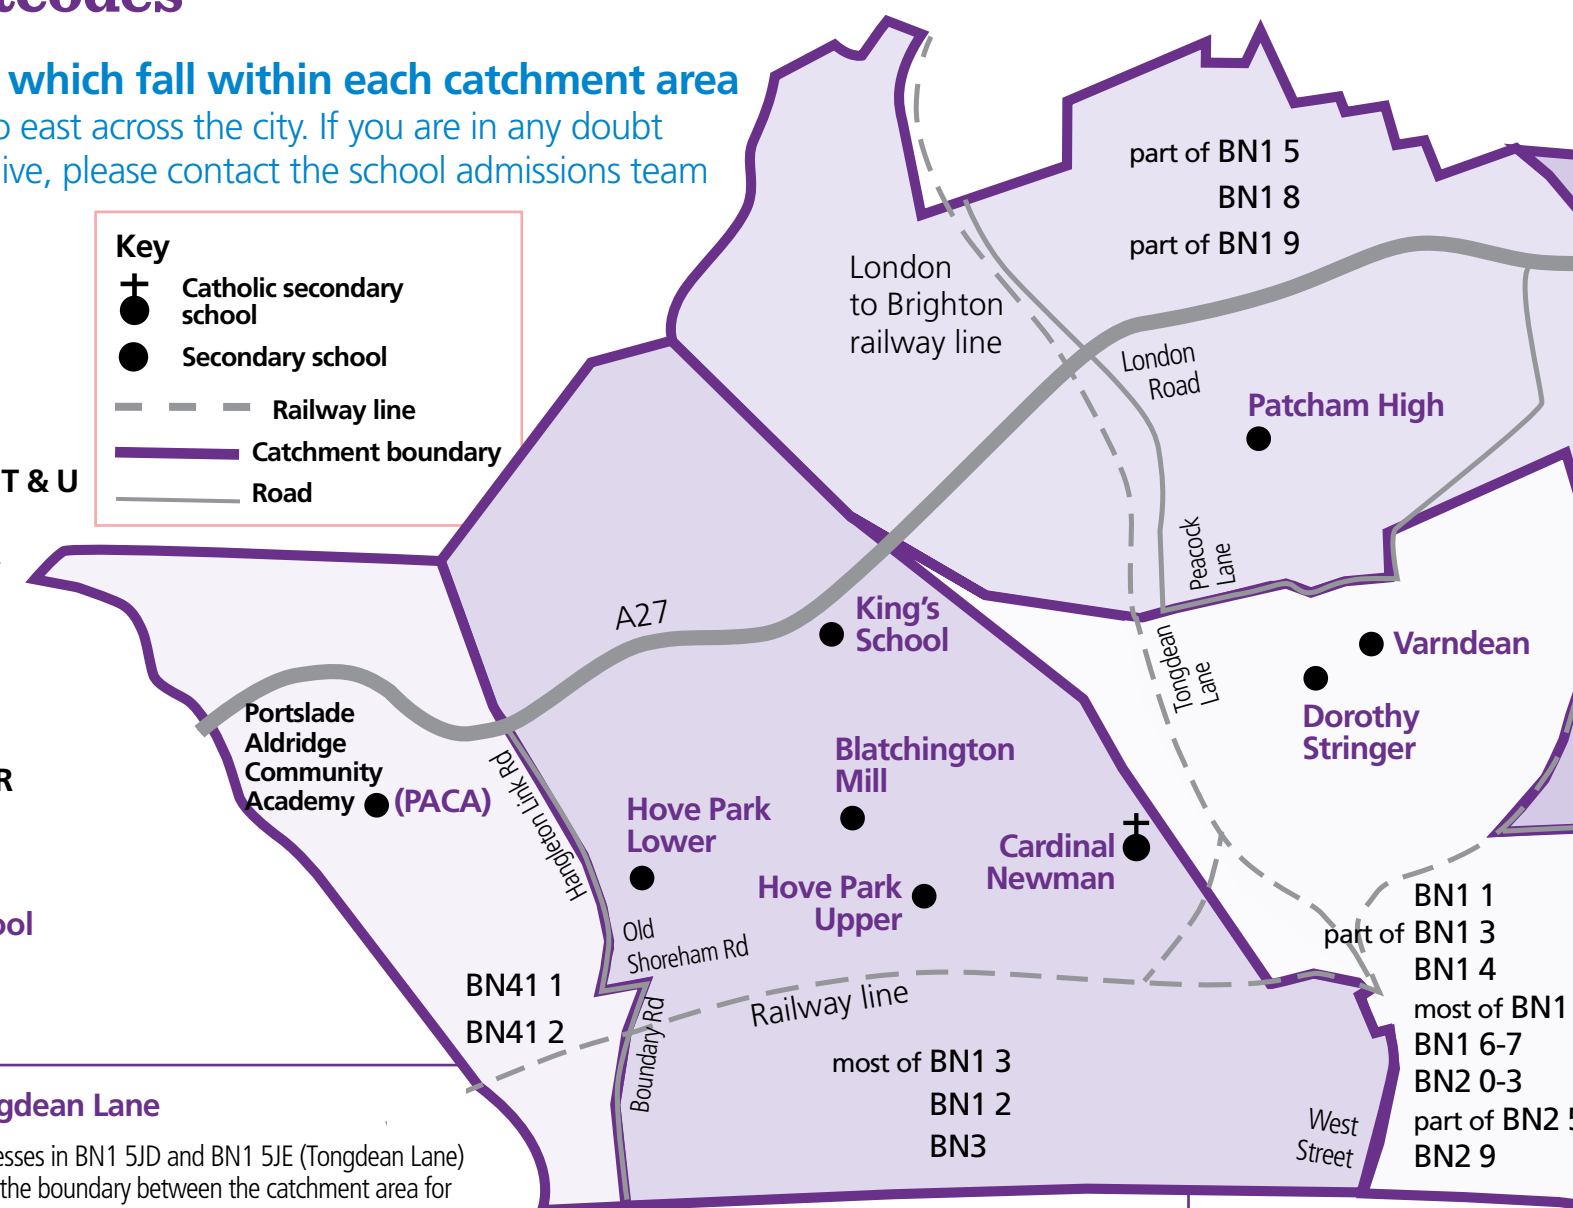 which fall within each catchment area
east across the city. If you are in any doubt
ive, please contact the school admissions team
Key
Catholic secondary
school
Secondary school
Railway line
Catchment boundary
Road
T & U
R
ool
gdean Lane
esses in BN1 5JD and BN1 5JE (Tongdean Lane)
the boundary between the catchment area for
part of BN1 5
BN1 8
part of BN1 9
London
to Brighton
railway line
London
Road
Patcham High
Peacock
Lane
A27
King's
School
Tongdean
Lane
Varndean
Dorothy
Stringer
Portslade
Aldridge
Community
Academy (PACA)
Hangleton Link Rd
Blatchington
Mill
Hove Park
Lower
Cardinal
Newman
Hove Park
Upper
Old
Shoreham Rd
BN41 1
BN41 2
Boundary Rd
Railway line
most of BN1 3
BN1 2
BN3
West
Street
BN1 1
part of BN1 3
BN1 4
most of BN1
BN1 6-7
BN2 0-3
part of BN2 5
BN2 9